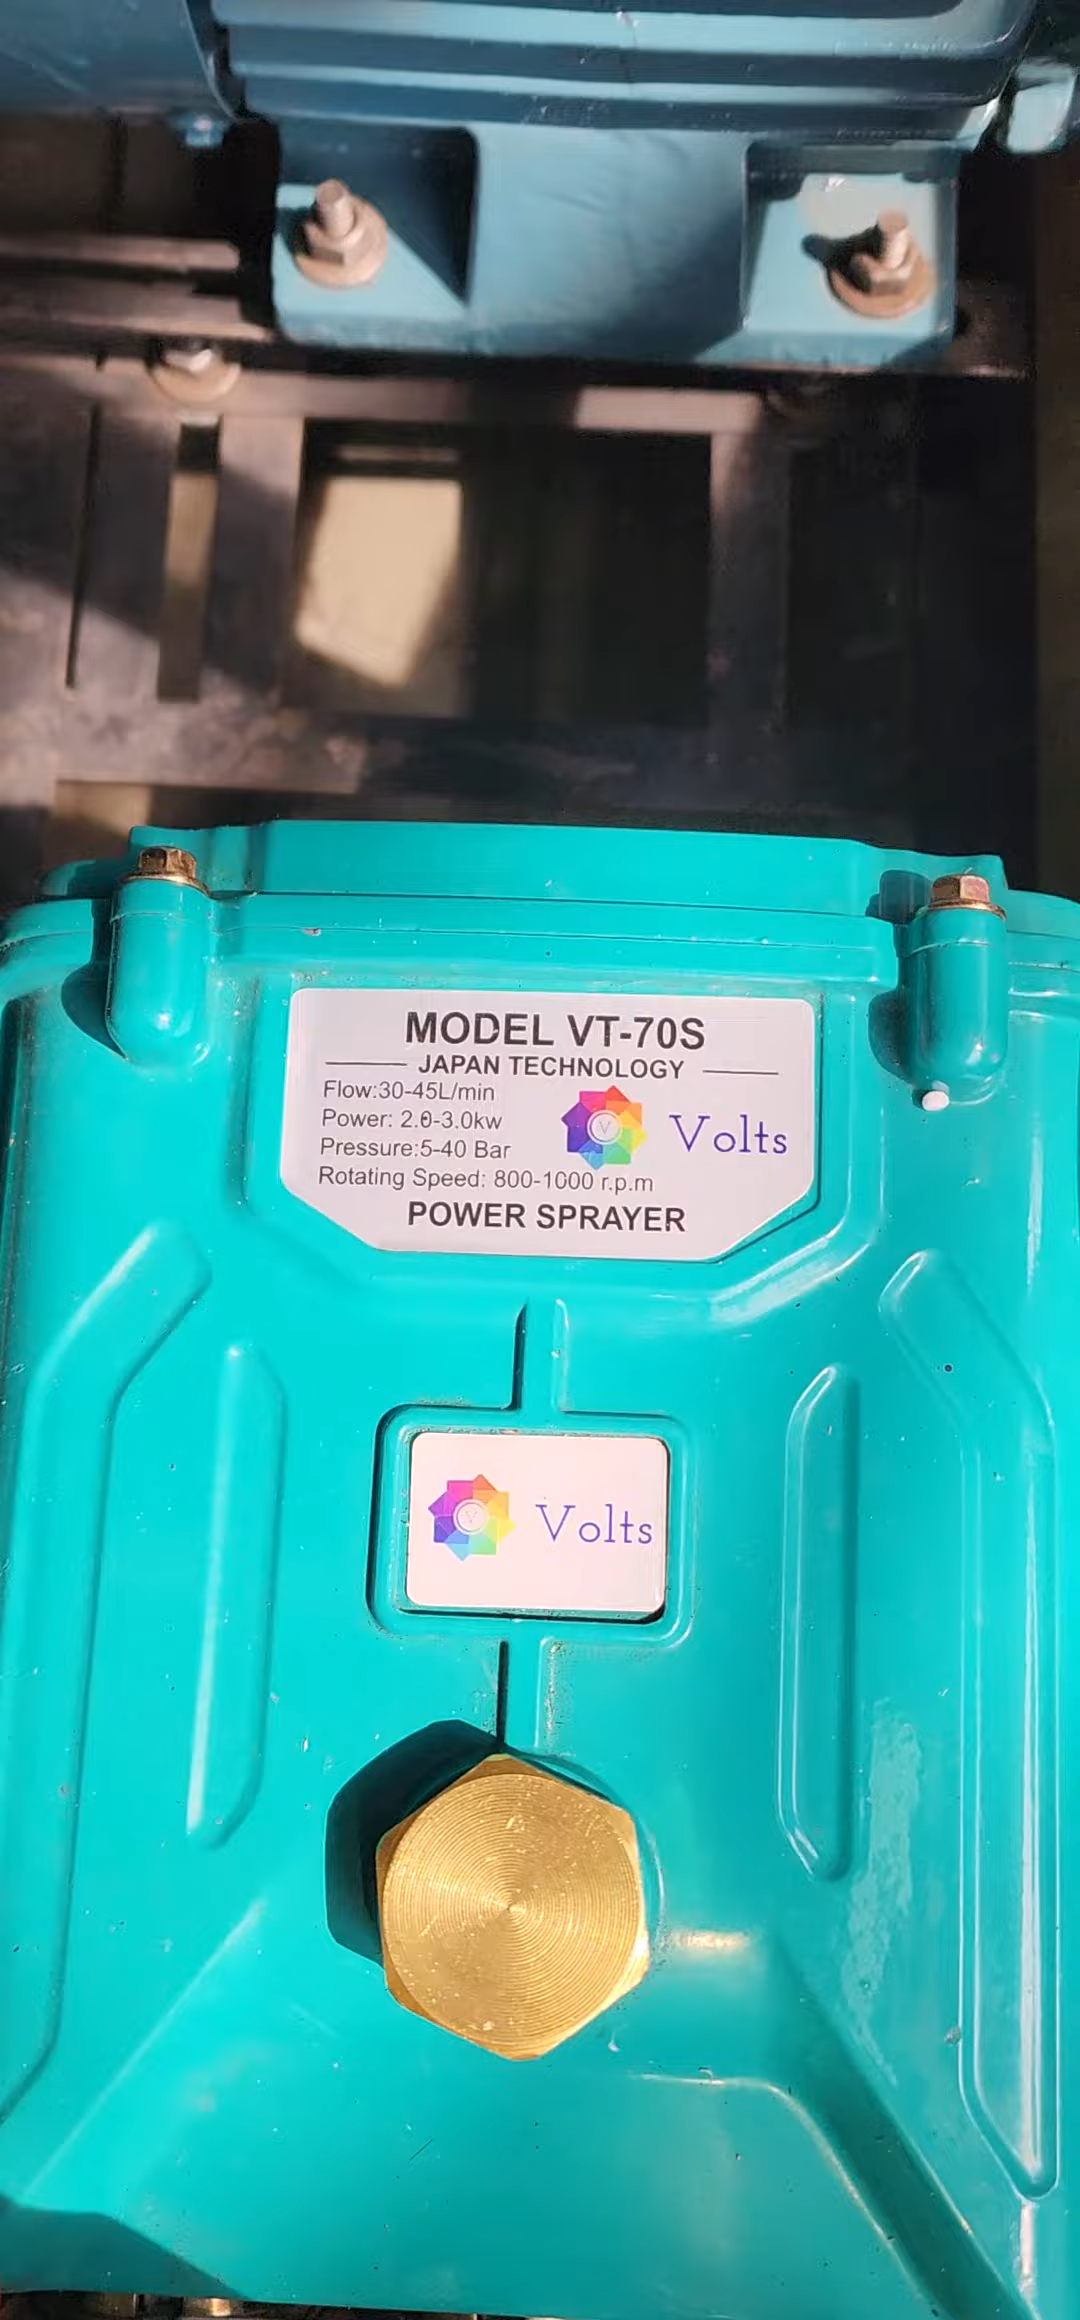 MODEL VT-70S
JAPAN TECHNOLOGY
Flow:30-45L/min
Power: 2.0-3.0kw
Pressure:5-40 Bar
Rotating Speed: 800-1000 r.p.m
V Volts
POWER SPRAYER
V Volts